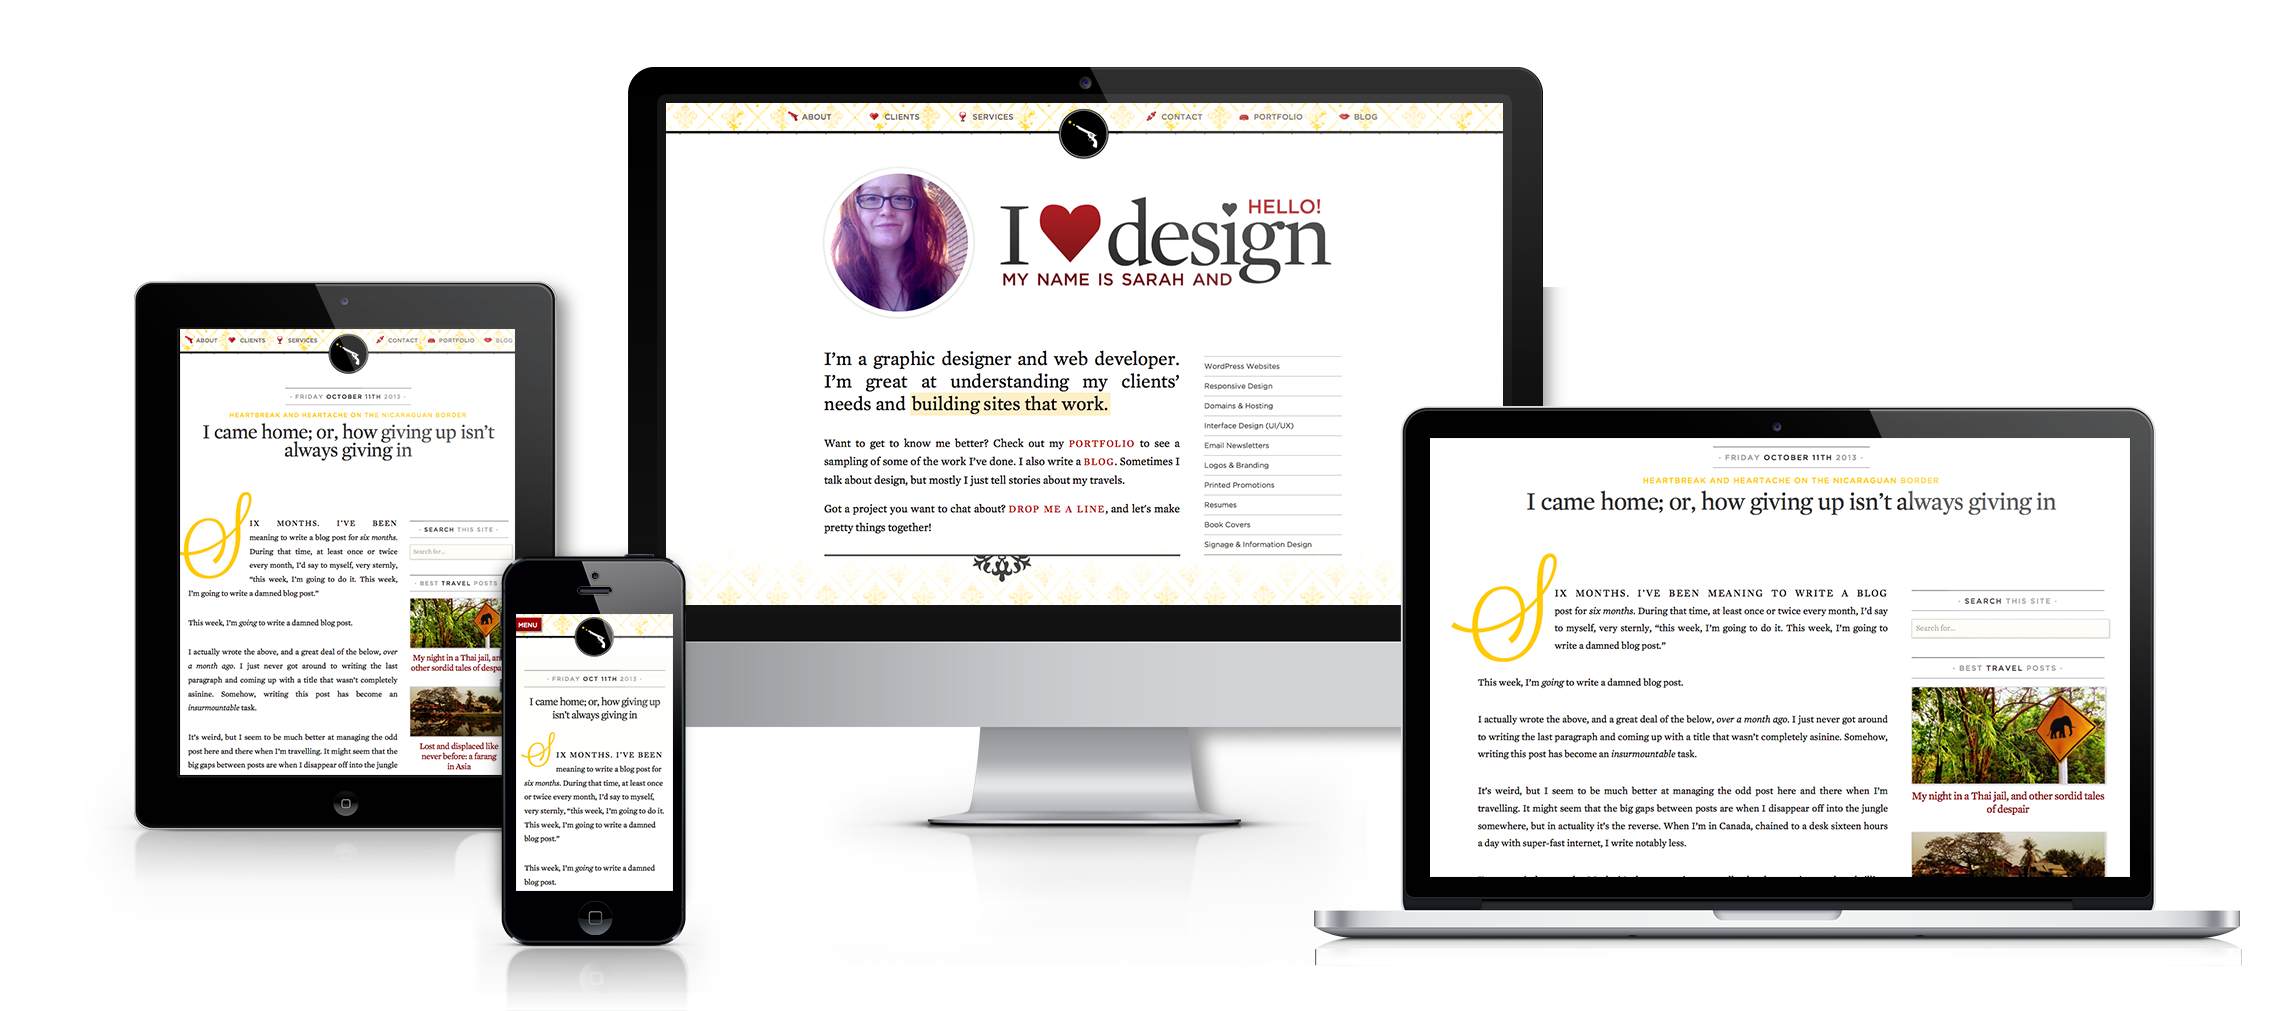 ABOUT
CLIENTS
SERVICES
CONTACT
PORTFOLIO
BLOG
HELLO!
I design
MY NAME IS SARAH AND
I'm a graphic designer and web developer.
I'm great at understanding my clients'
needs and building sites that work.
Want to get to know me better? Check out my PORTFOLIO to see a
sampling of some of the work I've done. I also write a BLOG. Sometimes I
talk about design, but mostly I just tell stories about my travels.
Got a project you want to chat about? DROP ME A LINE, and let's make
pretty things together!
WordPress Websites
Responsive Design
Domains & Hosting
Interface Design (UI/UX)
Email Newsletters
Logos & Branding
Printed Promotions
Resumes
Book Covers
Signage & Information Design
ABOUT
CLIENTS
SERVICES
CONTACT
PORTFOLIO
BLOG
· FRIDAY OCTOBER 11TH 2013 ·
HEARTBREAK AND HEARTACHE ON THE NICARAGUAN BORDER
I came home; or, how giving up isn't
always giving in
SIX MONTHS. I'VE BEEN
meaning to write a blog post for six months.
During that time, at least once or twice
every month, I'd say to myself, very sternly,
"this week, I'm going to do it. This week,
I'm going to write a damned blog post."
This week, I'm going to write a damned blog post.
I actually wrote the above, and a great deal of the below, over
a month ago. I just never got around to writing the last
paragraph and coming up with a title that wasn't completely
asinine. Somehow, writing this post has become an
insurmountable task.
It's weird, but I seem to be much better at managing the odd
post here and there when I'm travelling. It might seem that the
big gaps between posts are when I disappear off into the jungle
· SEARCH THIS SITE ·
Search for...
· BEST TRAVEL POSTS
My night in a Thai jail, and
other sordid tales of despair
Lost and displaced like
never before: a farang
in Asia
MENU
· FRIDAY OCT 11TH 2013 ·
I came home; or, how giving up
isn't always giving in
SIX MONTHS. I'VE BEEN
meaning to write a blog post for
six months. During that time, at least once
or twice every month, I'd say to myself,
very sternly, "this week, I'm going to do it.
This week, I'm going to write a damned
blog post."
This week, I'm going to write a damned
blog post.
· FRIDAY OCTOBER 11TH 2013 ·
HEARTBREAK AND HEARTACHE ON THE NICARAGUAN BORDER
I came home; or, how giving up isn't always giving in
SIX MONTHS. I'VE BEEN MEANING TO WRITE A BLOG
post for six months. During that time, at least once or twice every month, I'd say
to myself, very sternly, "this week, I'm going to do it. This week, I'm going to
write a damned blog post."
This week, I'm going to write a damned blog post.
I actually wrote the above, and a great deal of the below, over a month ago. I just never got around
to writing the last paragraph and coming up with a title that wasn't completely asinine. Somehow,
writing this post has become an insurmountable task.
It's weird, but I seem to be much better at managing the odd post here and there when I'm
travelling. It might seem that the big gaps between posts are when I disappear off into the jungle
somewhere, but in actuality it's the reverse. When I'm in Canada, chained to a desk sixteen hours
a day with super-fast internet, I write notably less.
· SEARCH THIS SITE ·
Search for...
· BEST TRAVEL POSTS ·
My night in a Thai jail, and other sordid tales
of despair